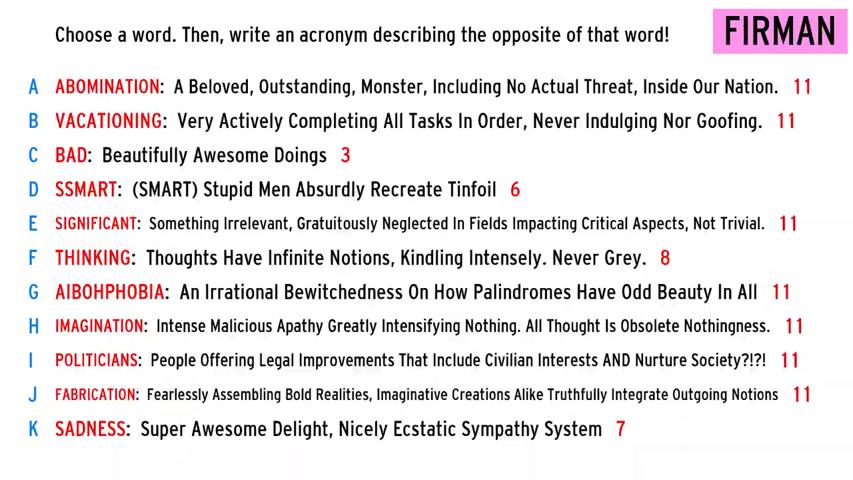 Choose a word. Then, write an acronym describing the opposite of that word! FIRMAN
A ABOMINATION: A Beloved, Outstanding, Monster, Including No Actual Threat, Inside Our Nation. 11
B VACATIONING: Very Actively Completing All Tasks In Order, Never Indulging Nor Goofing. 11
C BAD: Beautifully Awesome Doings 3
D SSMART: (SMART) Stupid Men Absurdly Recreate Tinfoil 6
E SIGNIFICANT: Something Irrelevant, Gratuitously Neglected In Fields Impacting Critical Aspects, Not Trivial. 11
F THINKING: Thoughts Have Infinite Notions, Kindling Intensely. Never Grey. 8
G AIBOHPHOBIA: An Irrational Bewitchedness On How Palindromes Have Odd Beauty In All 11
H IMAGINATION: Intense Malicious Apathy Greatly Intensifying Nothing. All Thought Is Obsolete Nothingness. 11
I POLITICIANS: People Offering Legal Improvements That Include Civilian Interests AND Nurture Society?!?! 11
J FABRICATION: Fearlessly Assembling Bold Realities, Imaginative Creations Alike Truthfully Integrate Outgoing Notions 11
K SADNESS: Super Awesome Delight, Nicely Ecstatic Sympathy System 7